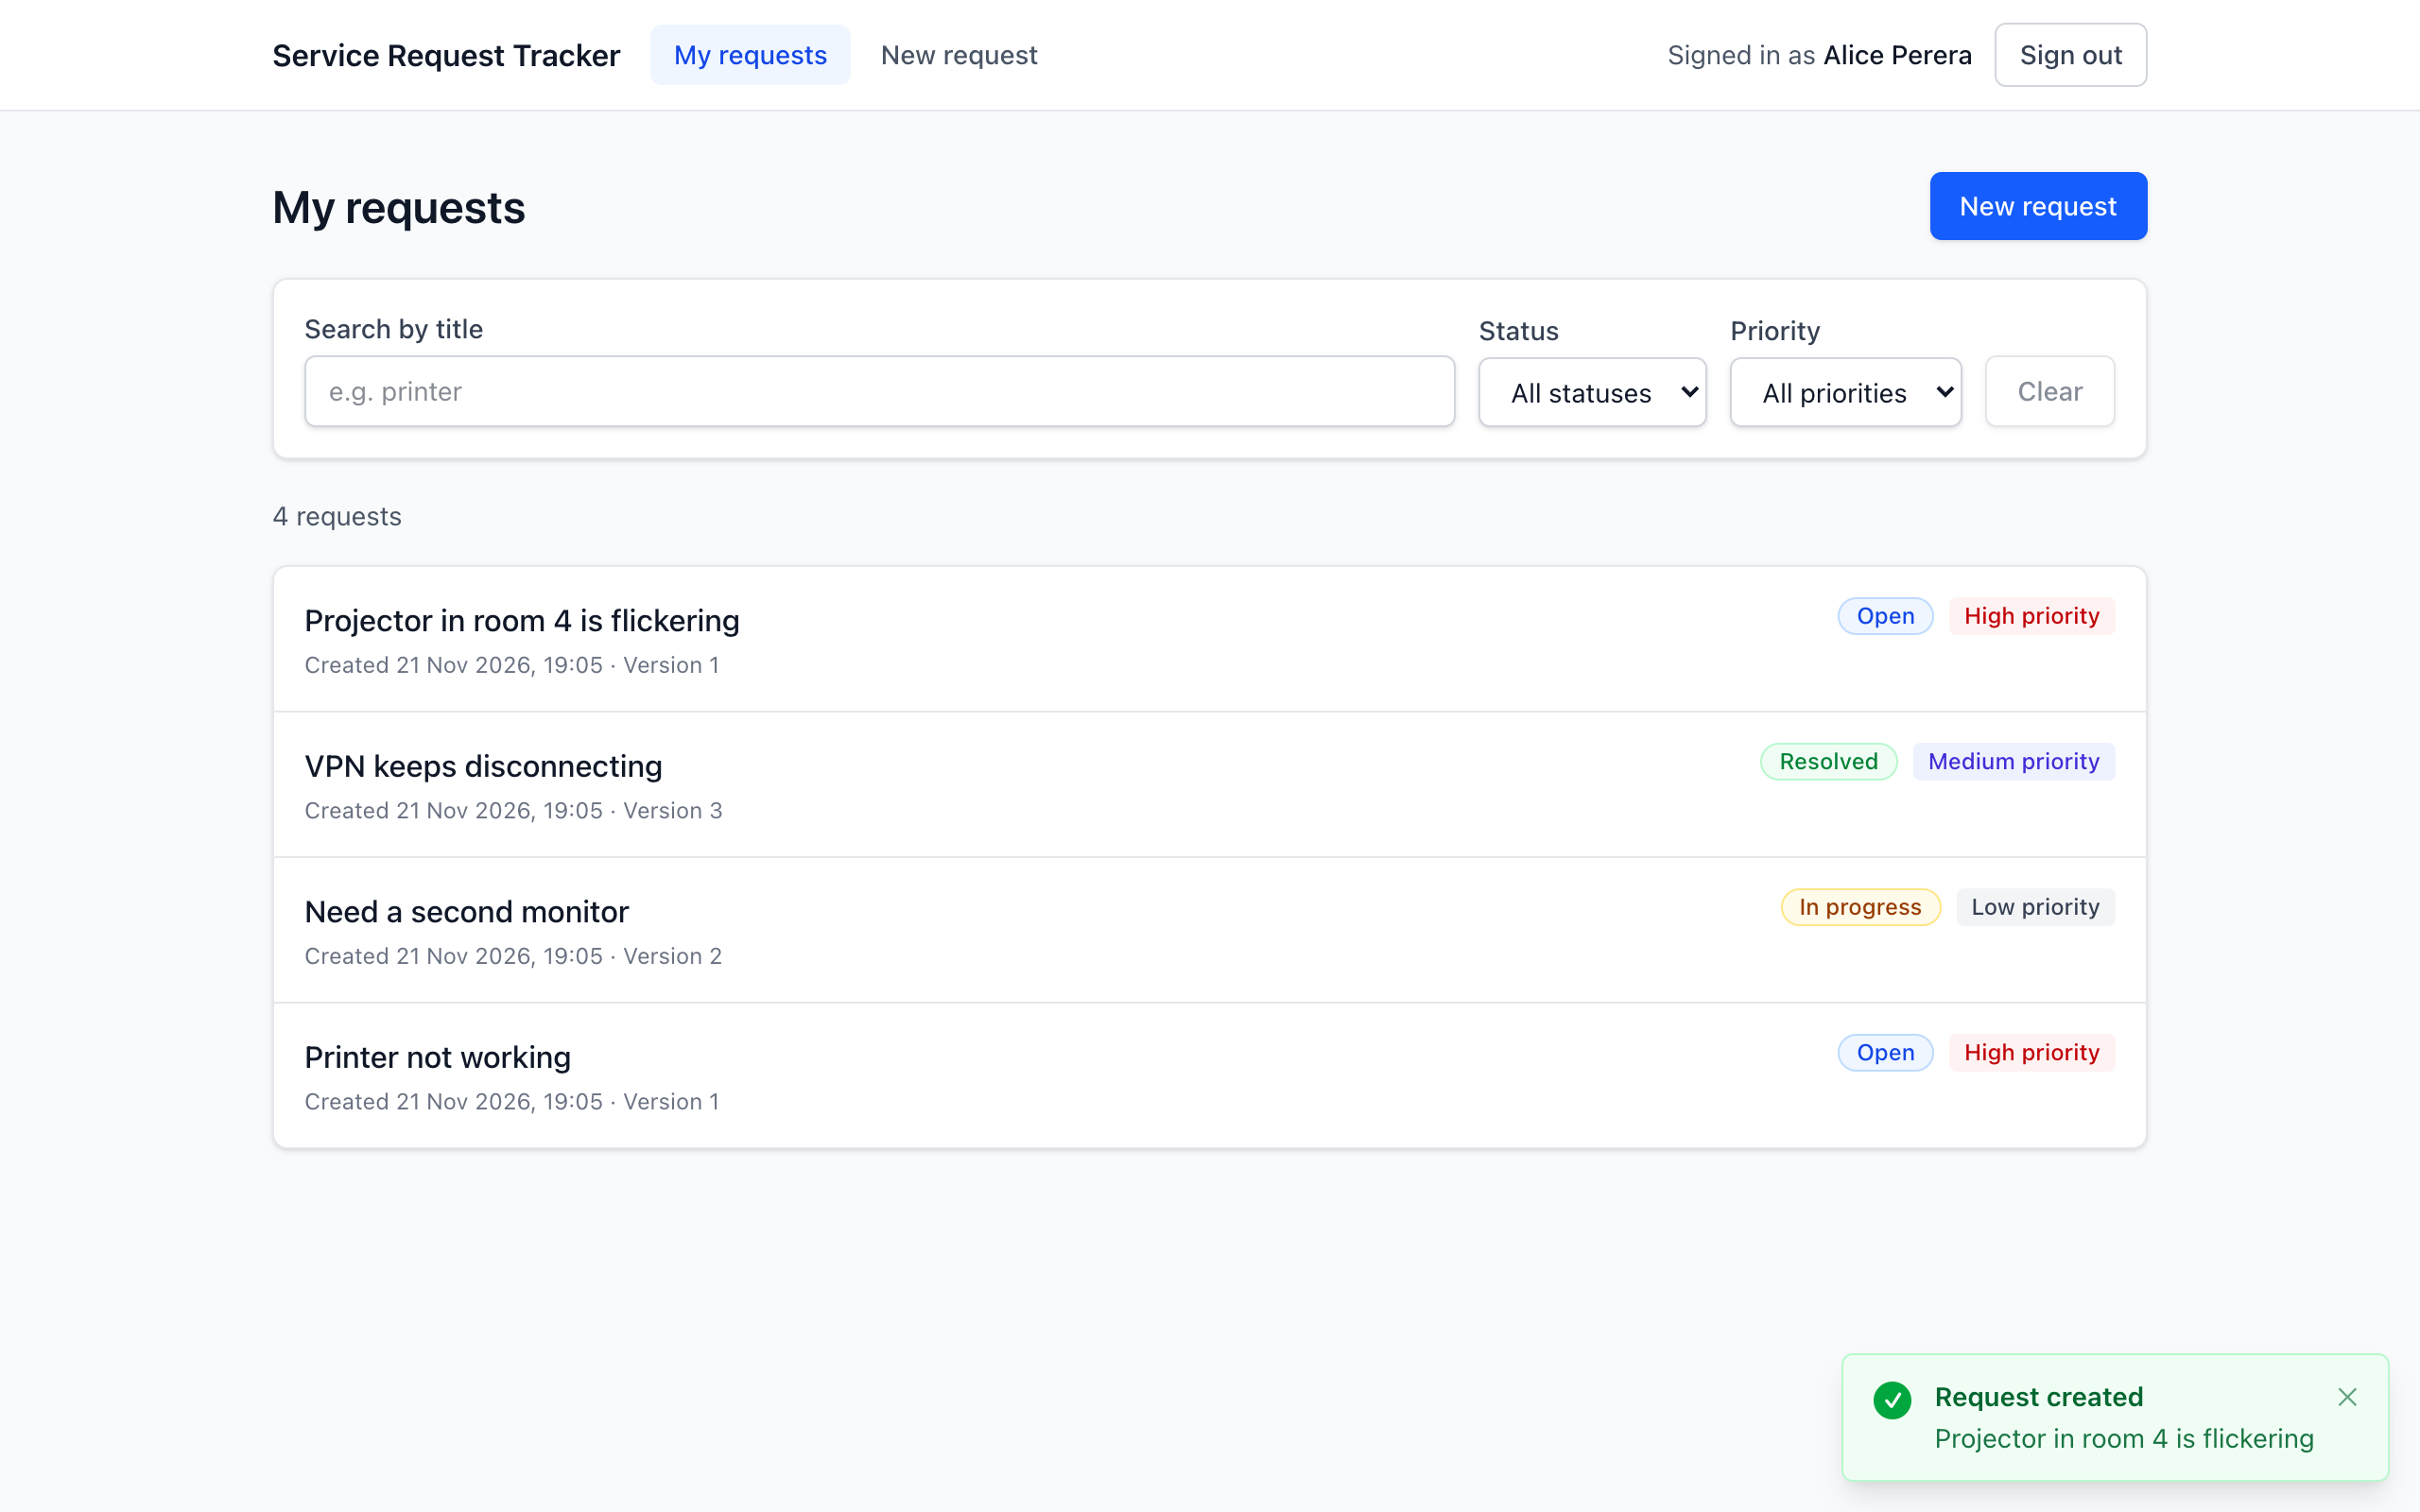 Service Request Tracker My requests New request Signed in as Alice Perera Sign out
My requests New request
Search by title Status Priority
e.g. printer All statuses All priorities Clear
4 requests
Projector in room 4 is flickering Open High priority
Created 21 Nov 2026, 19:05 · Version 1
VPN keeps disconnecting Resolved Medium priority
Created 21 Nov 2026, 19:05 · Version 3
Need a second monitor In progress Low priority
Created 21 Nov 2026, 19:05 · Version 2
Printer not working Open High priority
Created 21 Nov 2026, 19:05 · Version 1
Request created
Projector in room 4 is flickering